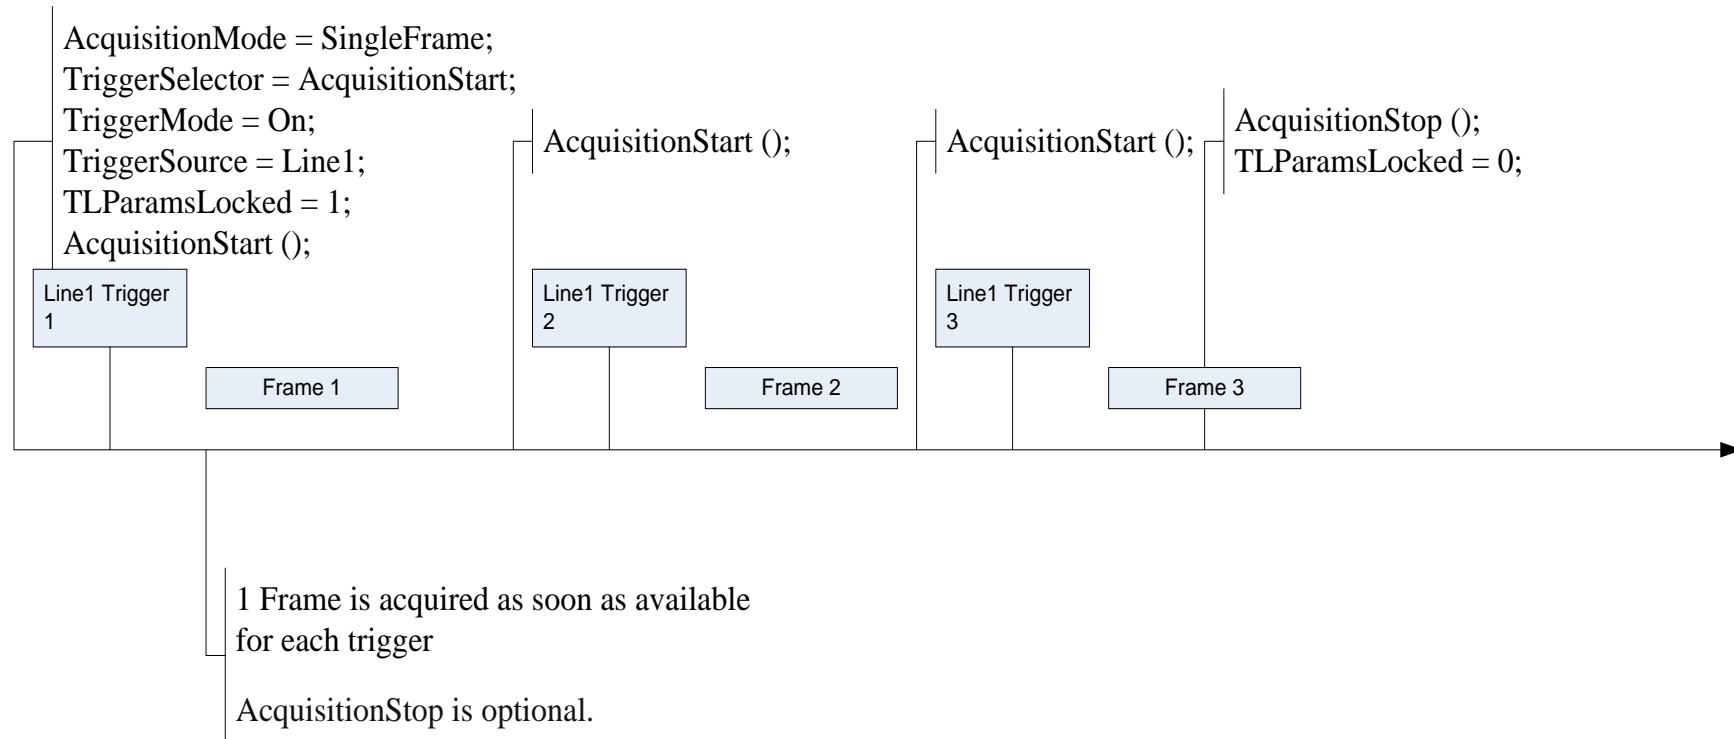 AcquisitionMode = SingleFrame;
TriggerSelector = AcquisitionStart;
TriggerMode = On;
TriggerSource = Line1;
TLParamsLocked = 1;
AcquisitionStart ();
AcquisitionStart ();
AcquisitionStart ();
AcquisitionStop ();
TLParamsLocked = 0;
Line1 Trigger
1
Line1 Trigger
2
Line1 Trigger
3
Frame 1
Frame 2
Frame 3
1 Frame is acquired as soon as available
for each trigger
AcquisitionStop is optional.